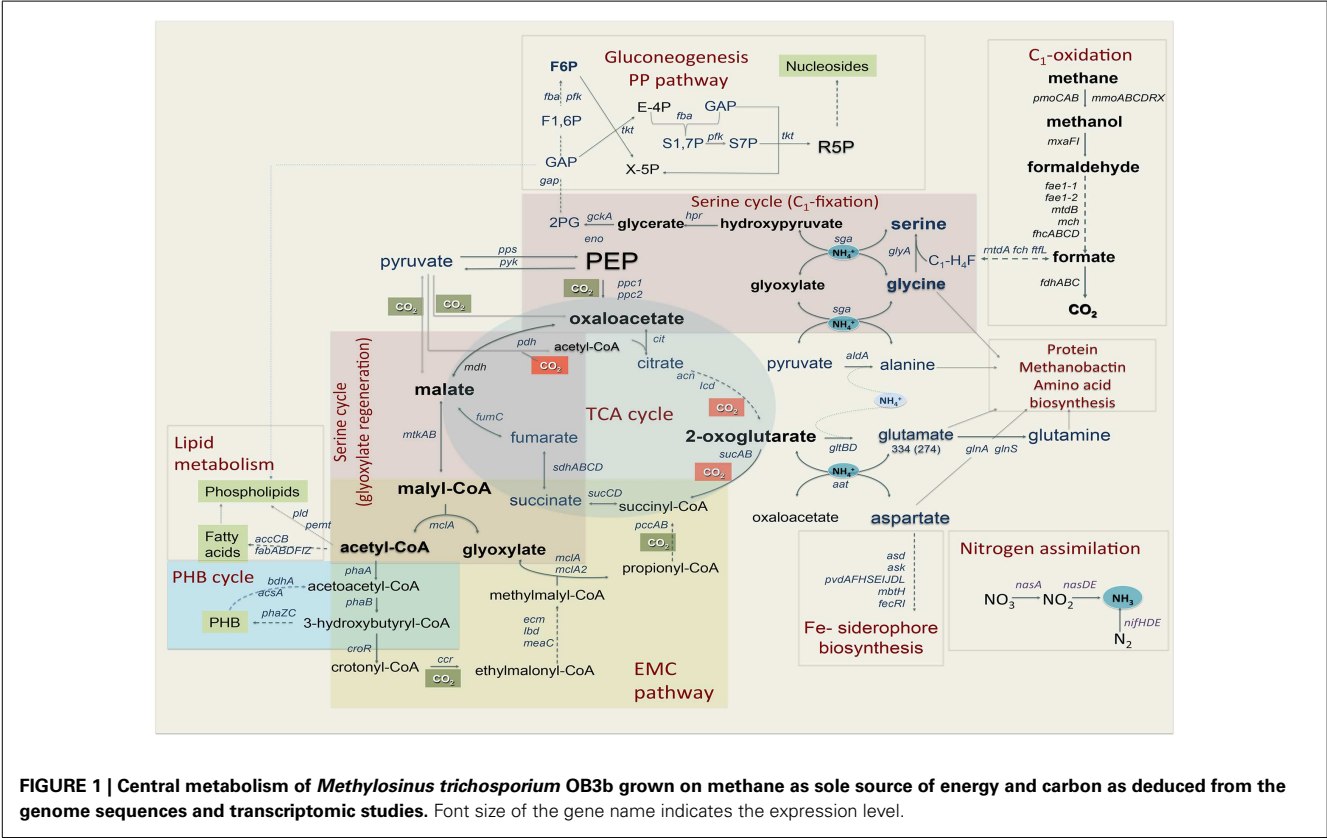 Gluconeogenesis
PP pathway
F6P
fba pfk
F1,6P
GAP
gap
tkt
E-4P
GAP
fba
S1,7P
pfk
S7P
tkt
R5P
X-5P
Nucleosides
C1-oxidation
methane
pmoCAB
mmoABCDRX
methanol
mxaFI
formaldehyde
fae1-1
fae1-2
mtdB
mch
fhcABCD
formate
mtdA fch ftfL
fdhABC
CO2
Serine cycle (C1-fixation)
2PG
gckA
glycerate
hpr
hydroxypyruvate
serine
eno
sga
NH4+
glyA
C1-H4F
PEP
glyoxylate
glycine
pyruvate
pps
pyk
CO2
CO2
CO2
ppc1
ppc2
sga
NH4+
oxaloacetate
pdh
acetyl-CoA
cit
CO2
citrate
acn
Icd
CO2
pyruvate
aldA
alanine
NH4+
Protein
Methanobactin
Amino acid
biosynthesis
Serine cycle
(glyoxylate regeneration)
mdh
malate
fumC
TCA cycle
fumarate
mtkAB
sdhABCD
2-oxoglutarate
sucAB
CO2
gltBD
glutamate
334 (274)
glnA glnS
glutamine
NH4+
aat
oxaloacetate
aspartate
malyl-CoA
succinate
sucCD
succinyl-CoA
mclA
pccAB
CO2
propionyl-CoA
Lipid
metabolism
Phospholipids
pld
pemt
Fatty
acids
accCB
fabABDFIZ
acetyl-CoA
glyoxylate
mclA
mclA2
methylmalyl-CoA
PHB cycle
phaA
bdhA
acsA
acetoacetyl-CoA
phaB
PHB
phaZC
3-hydroxybutyryl-CoA
croR
crotonyl-CoA
ccr
CO2
ethylmalonyl-CoA
ecm
Ibd
meaC
EMC
pathway
asd
ask
pvdAFHSEIJDL
mbtH
fecRI
Fe- siderophore
biosynthesis
Nitrogen assimilation
NO3
nasA
NO2
nasDE
NH3
nifHDE
N2
FIGURE 1 | Central metabolism of Methylosinus trichosporium OB3b grown on methane as sole source of energy and carbon as deduced from the
genome sequences and transcriptomic studies. Font size of the gene name indicates the expression level.